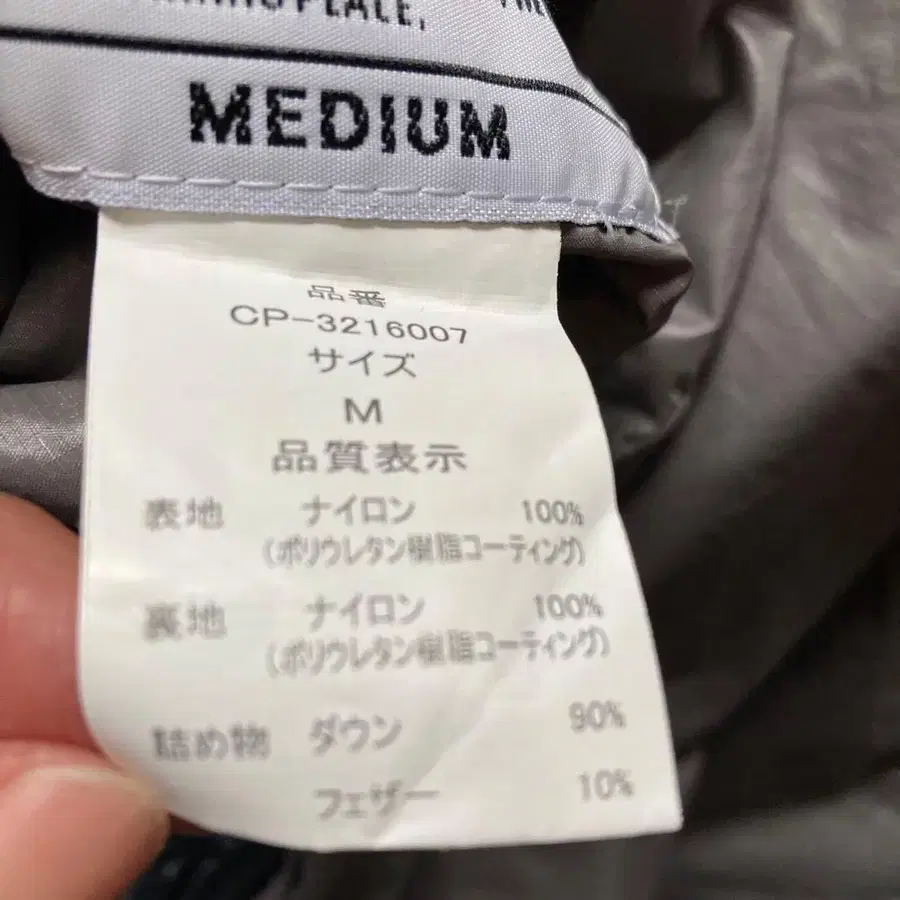 PLACE,
MEDIUM
品番
CP-3216007
サイズ
M
品質表示
表地 ナイロン 100%
(ポリウレタン樹脂コーティング)
裏地 ナイロン 100%
(ポリウレタン樹脂コーティング)
詰め物 ダウン 90%
フェザー 10%